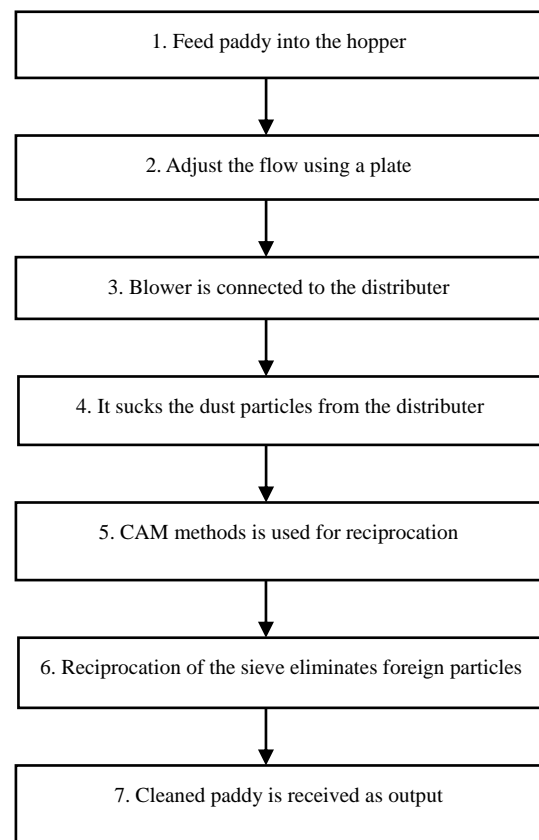 1. Feed paddy into the hopper
2. Adjust the flow using a plate
3. Blower is connected to the distributer
4. It sucks the dust particles from the distributer
5. CAM methods is used for reciprocation
6. Reciprocation of the sieve eliminates foreign particles
7. Cleaned paddy is received as output